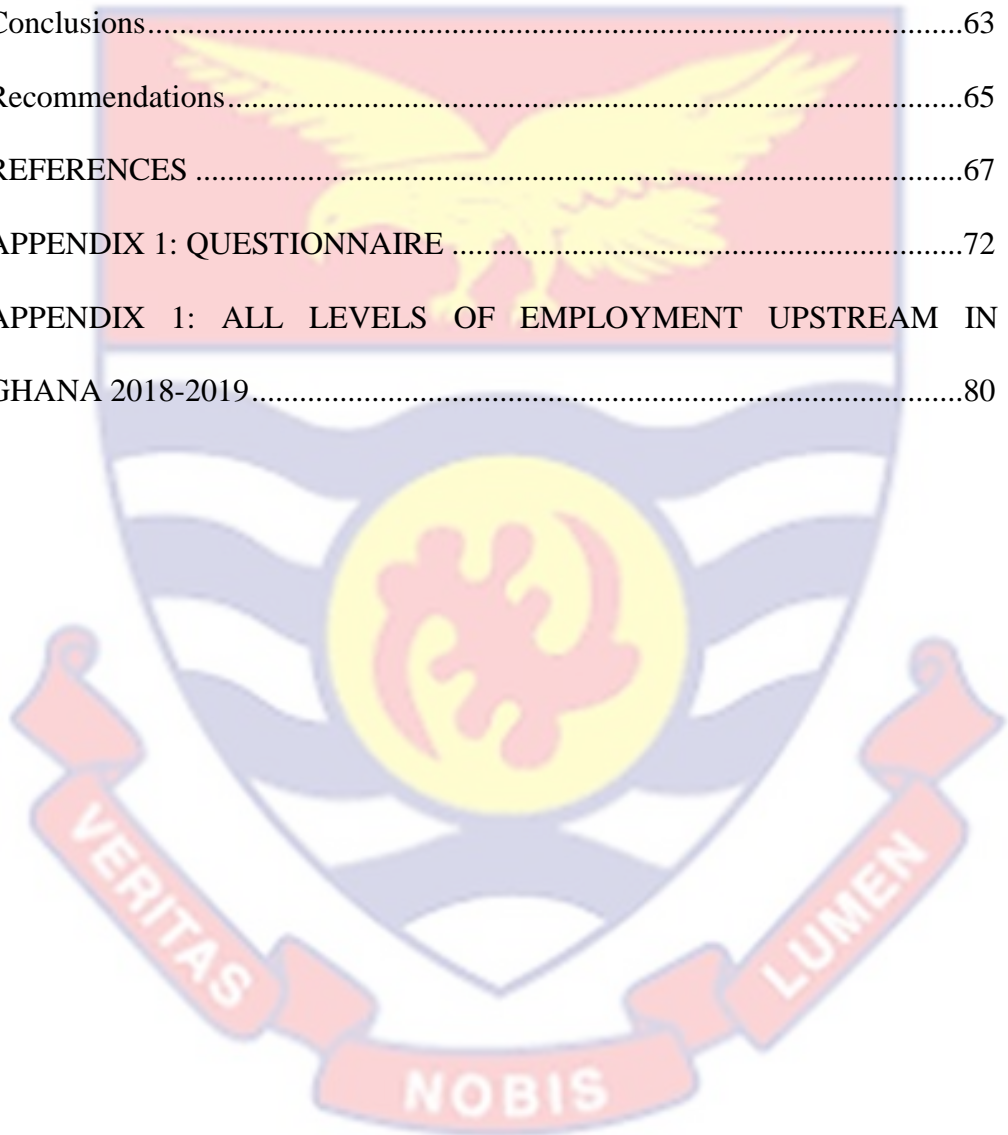 Conclusions.......................................................................................63
Recommendations.............................................................................65
REFERENCES .................................................................................67
APPENDIX 1: QUESTIONNAIRE ......................................................72
APPENDIX 1: ALL LEVELS OF EMPLOYMENT UPSTREAM IN
GHANA 2018-2019..........................................................................80
VERITAS
NOBIS
LUMEN